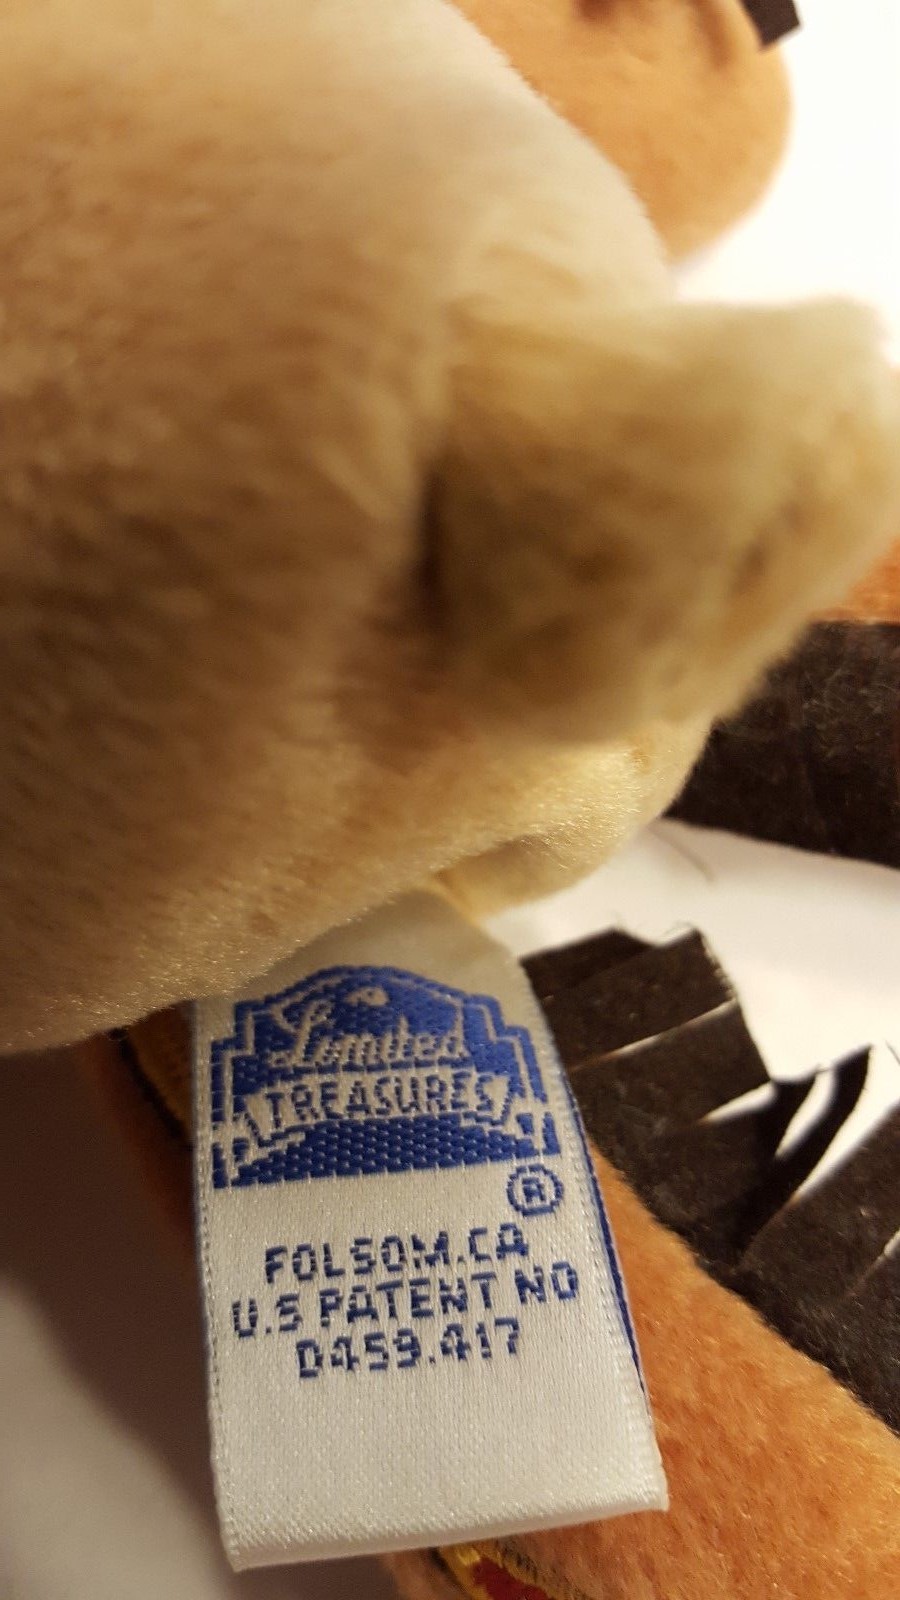 Limited
TREASURES
®
FOLSOM.CA
U.S PATENT NO
D459.417